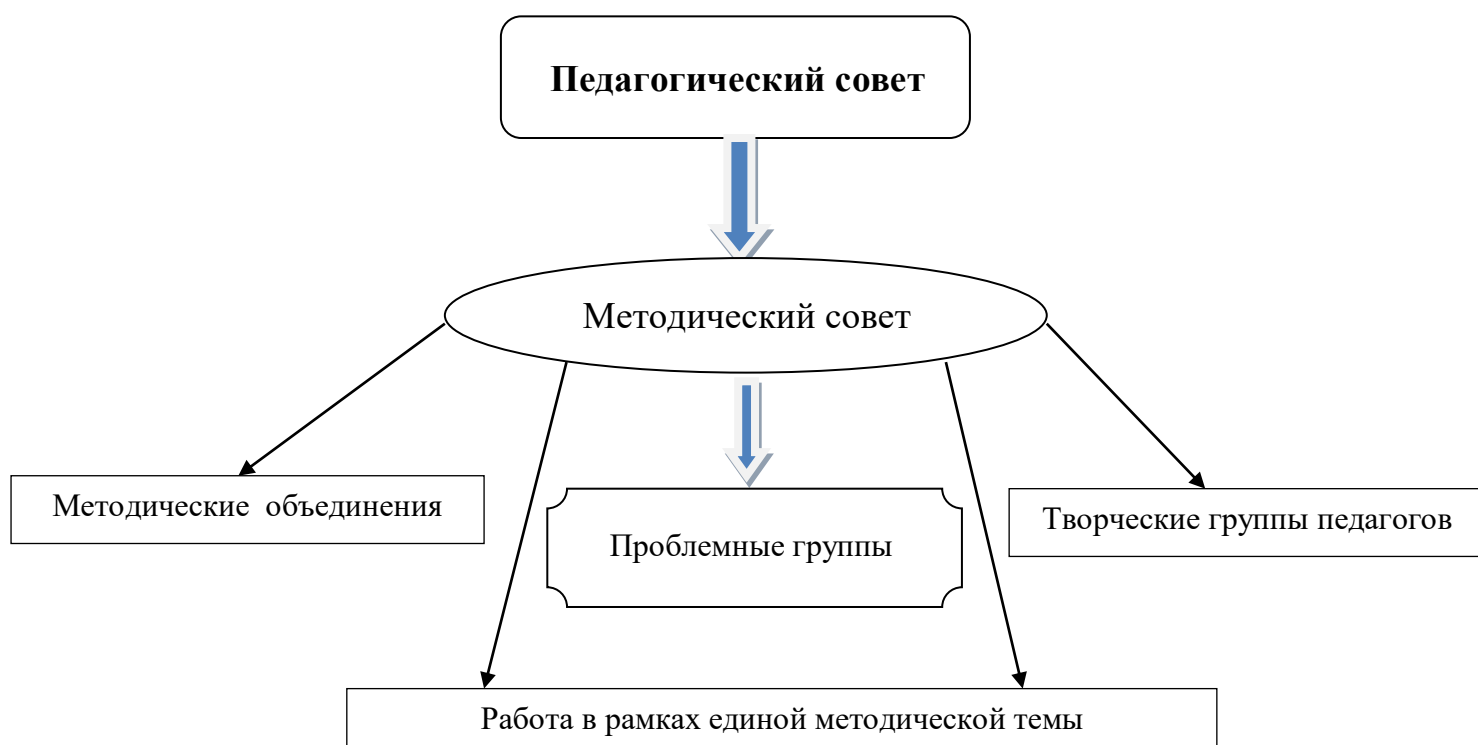 Педагогический совет
Методический совет
Методические объединения
Проблемные группы
Творческие группы педагогов
Работа в рамках единой методической темы